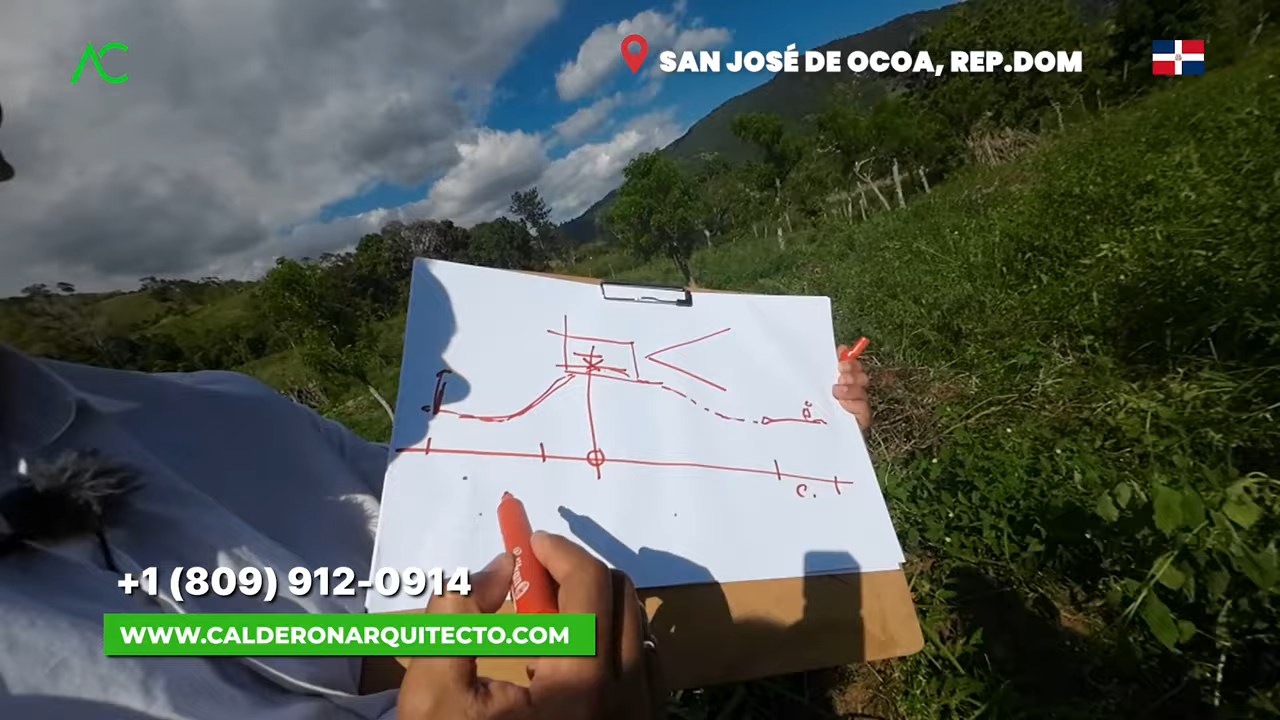 AC
SAN JOSÉ DE OCOA, REP.DOM
C.
+1 (809) 912-0914
WWW.CALDERONARQUITECTO.COM